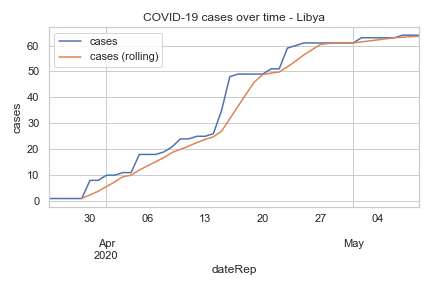 COVID-19 cases over time - Libya
cases
cases (rolling)
60
50
40
30
20
10
0
cases
30 06 13 20 27 04
Apr May
2020
dateRep